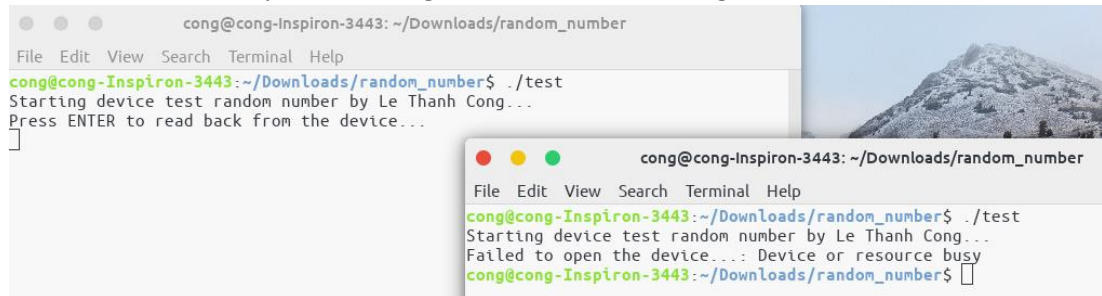 cong@cong-Inspiron-3443: ~/Downloads/random_number
File Edit View Search Terminal Help
cong@cong-Inspiron-3443:~/Downloads/random_number$ ./test
Starting device test random number by Le Thanh Cong...
Press ENTER to read back from the device...
cong@cong-Inspiron-3443: ~/Downloads/random_number
File Edit View Search Terminal Help
cong@cong-Inspiron-3443:~/Downloads/random_number$ ./test
Starting device test random number by Le Thanh Cong...
Failed to open the device...: Device or resource busy
cong@cong-Inspiron-3443:~/Downloads/random_number$